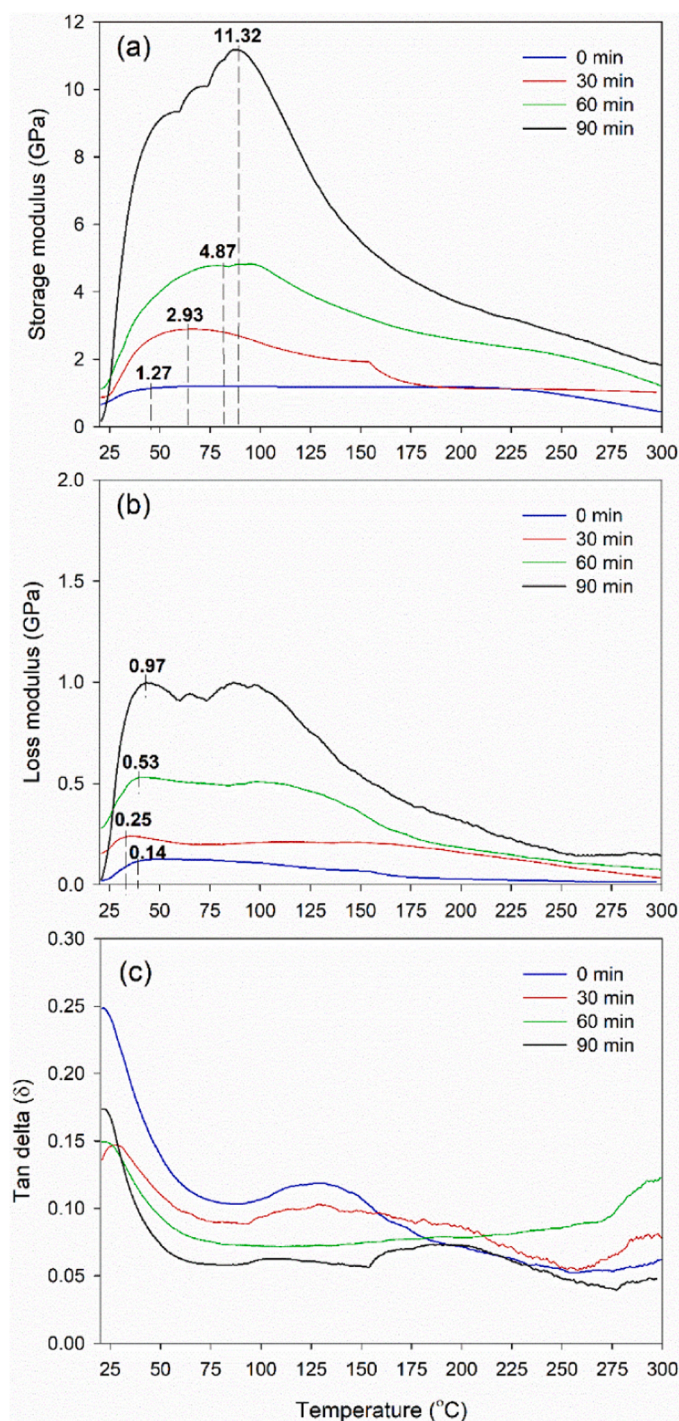 (a)
11.32
4.87
2.93
1.27
0 min
30 min
60 min
90 min
Storage modulus (GPa)
12
10
8
6
4
2
0
25 50 75 100 125 150 175 200 225 250 275 300
(b)
0.97
0.53
0.25
0.14
0 min
30 min
60 min
90 min
Loss modulus (GPa)
2.0
1.5
1.0
0.5
0.0
25 50 75 100 125 150 175 200 225 250 275 300
(c)
0 min
30 min
60 min
90 min
Tan delta (δ)
0.30
0.25
0.20
0.15
0.10
0.05
0.00
25 50 75 100 125 150 175 200 225 250 275 300
Temperature (°C)